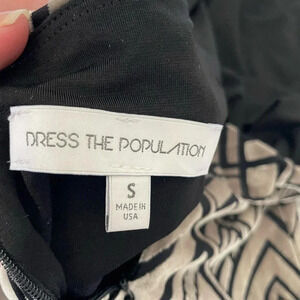 DRESS THE POPULATION
S
MADE IN
USA